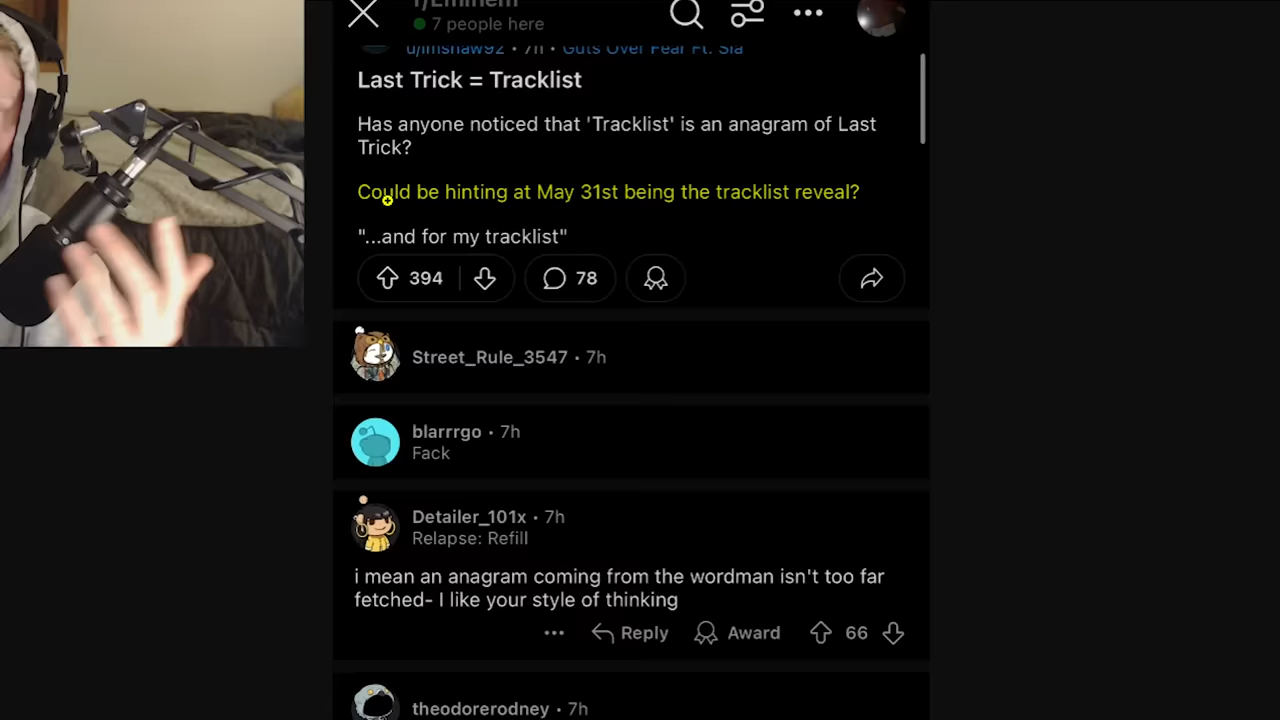 r/Eminem
7 people here
u/imshaw92 • 7h • Guts Over Fear Ft. Sia
Last Trick = Tracklist
Has anyone noticed that 'Tracklist' is an anagram of Last
Trick?
Could be hinting at May 31st being the tracklist reveal?
"...and for my tracklist"
394
78
Street_Rule_3547 • 7h
blarrrgo • 7h
Fack
Detailer_101x • 7h
Relapse: Refill
i mean an anagram coming from the wordman isn't too far
fetched- I like your style of thinking
Reply
Award
66
theodorerodney • 7h